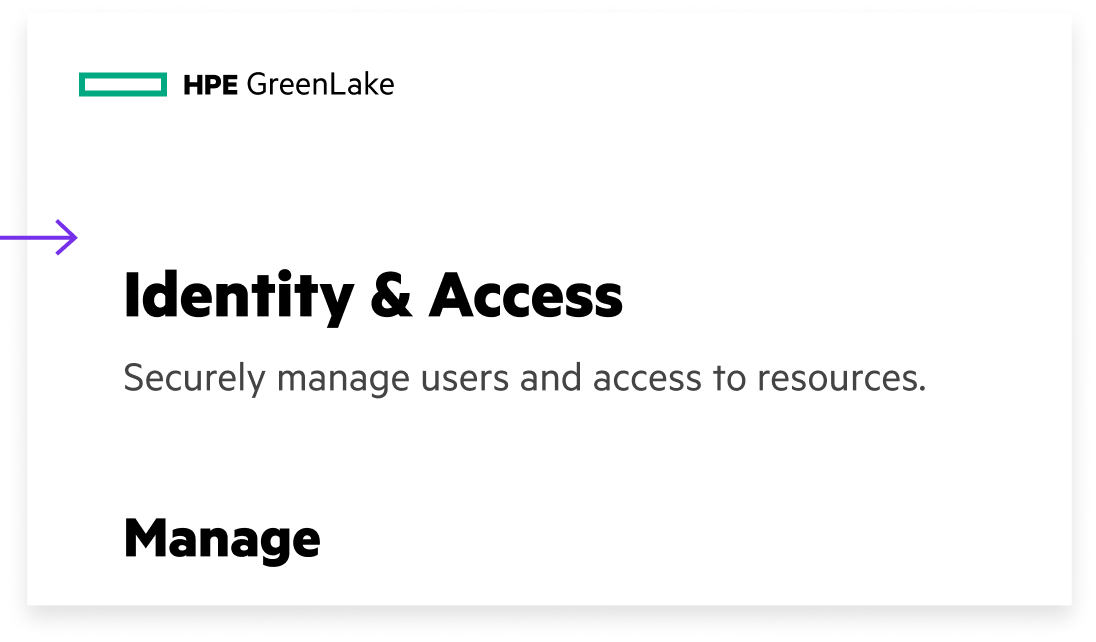 HPE GreenLake
Identity & Access
Securely manage users and access to resources.
Manage